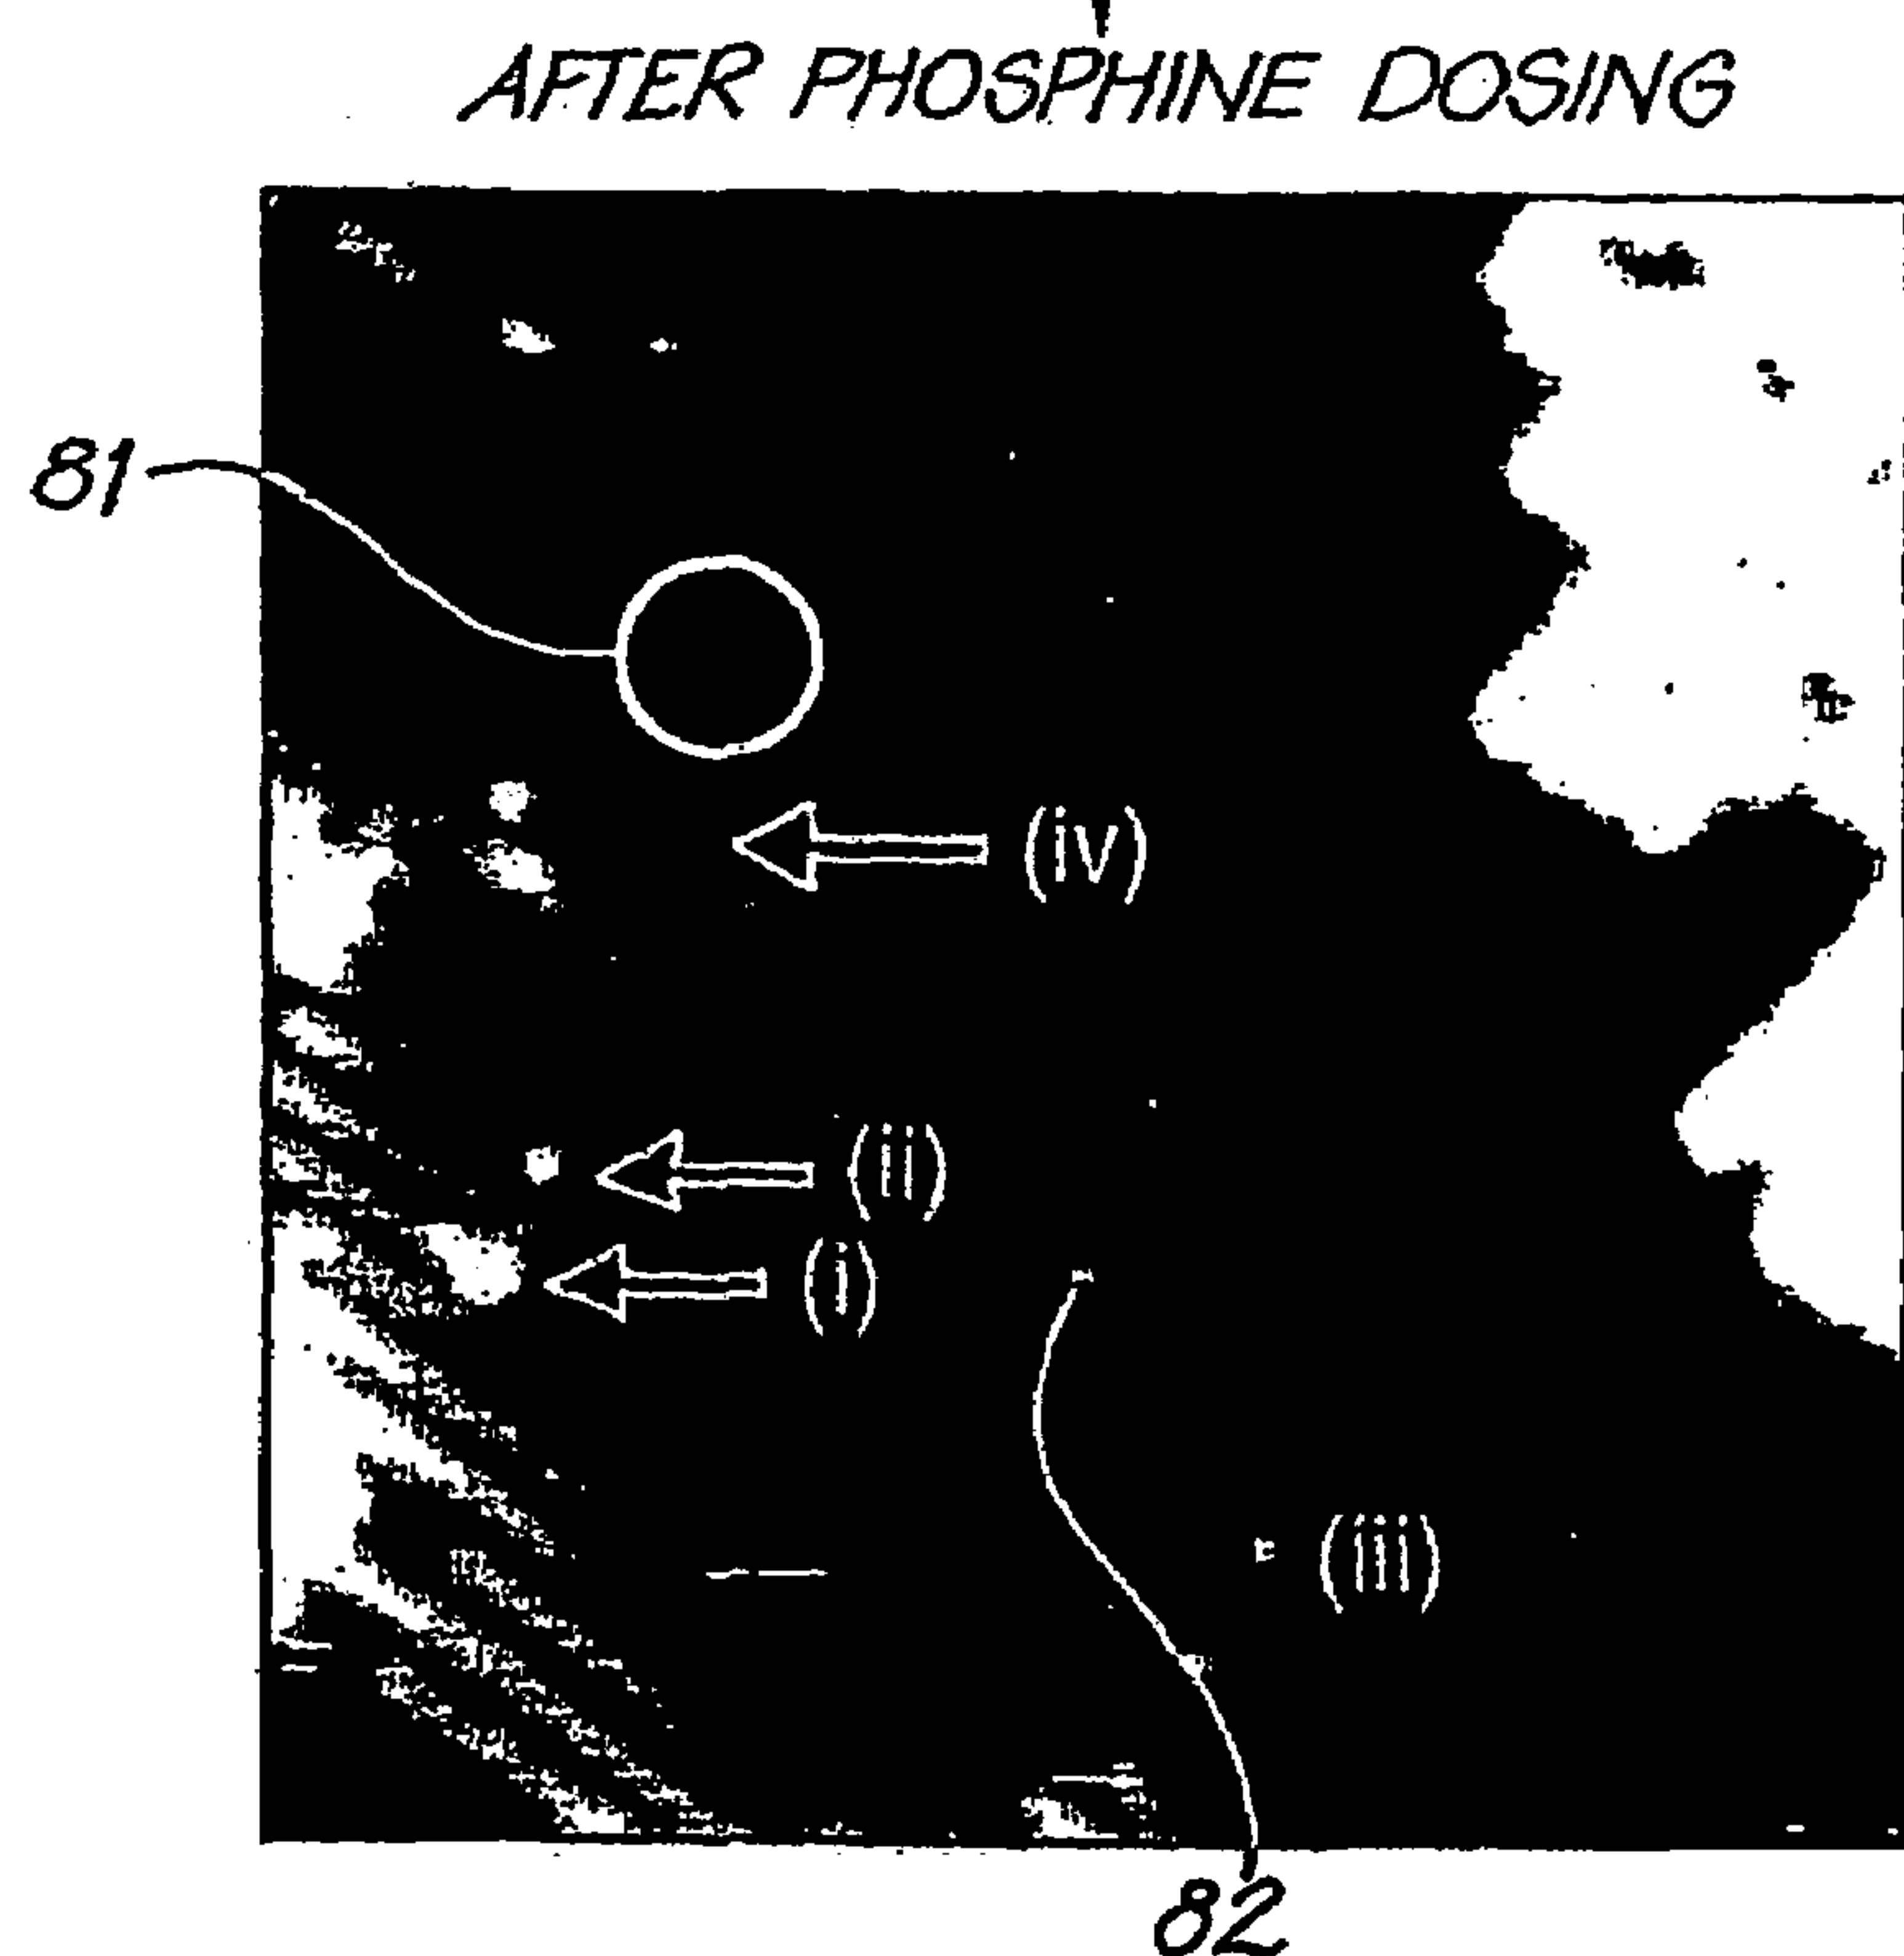 AFTER PHOSPHINE DOSING
81
(iv)
(ii)
(i)
(iii)
82